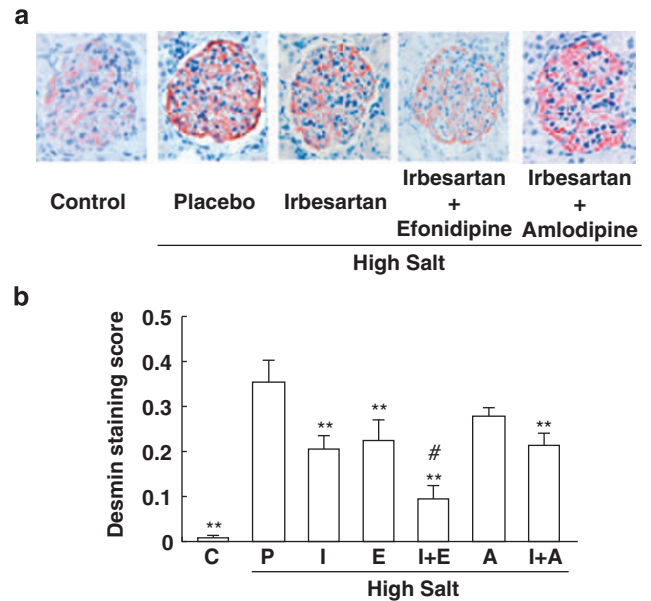 a
Control
Placebo
Irbesartan
Irbesartan
+
Efonidipine
Irbesartan
+
Amlodipine
High Salt
b
Desmin staining score
0.5
0.4
0.3
0.2
0.1
0
**
**
**
#
**
**
C P I E I+E A I+A
High Salt